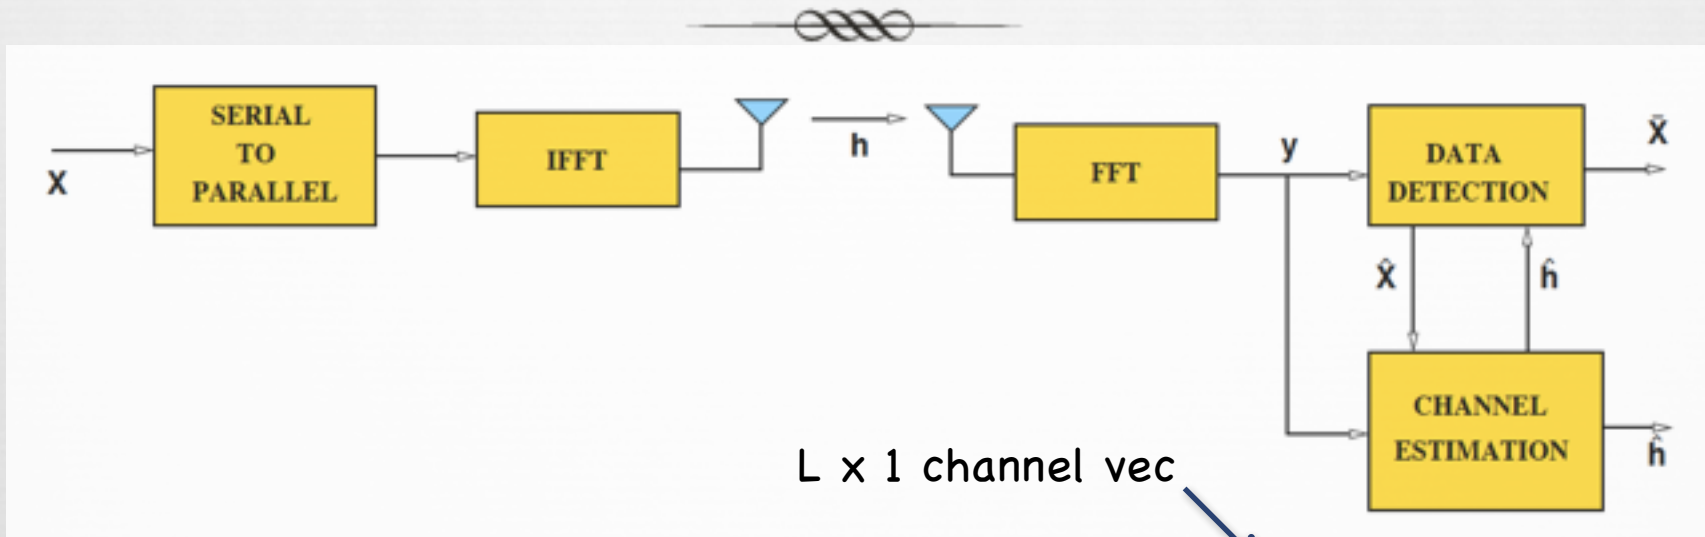 SERIAL
TO
PARALLEL
X
IFFT
h
FFT
y
DATA
DETECTION
X̄
X̂
ĥ
CHANNEL
ESTIMATION
ĥ
L x 1 channel vec